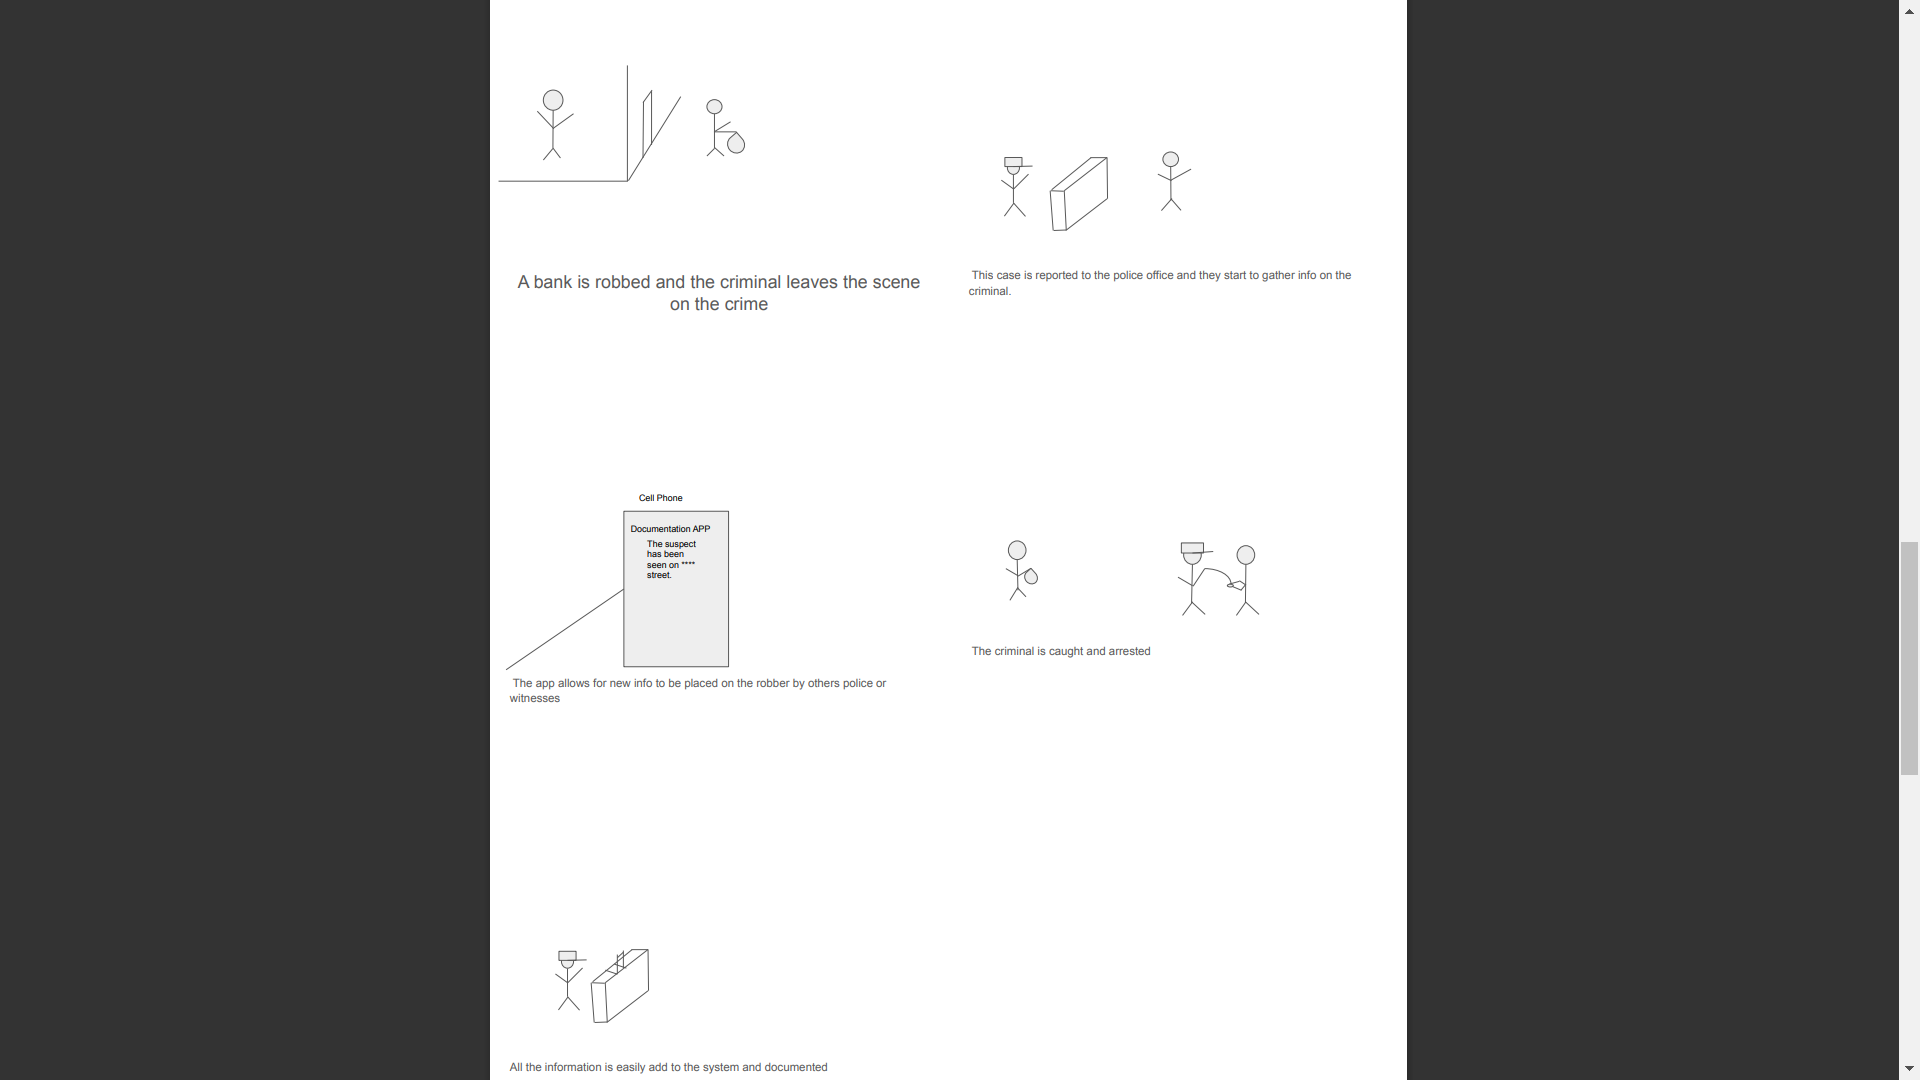 A bank is robbed and the criminal leaves the scene
on the crime
This case is reported to the police office and they start to gather info on the
criminal.
Cell Phone
Documentation APP
The suspect
has been
seen on ****
street.
The app allows for new info to be placed on the robber by others police or
witnesses
The criminal is caught and arrested
All the information is easily add to the system and documented